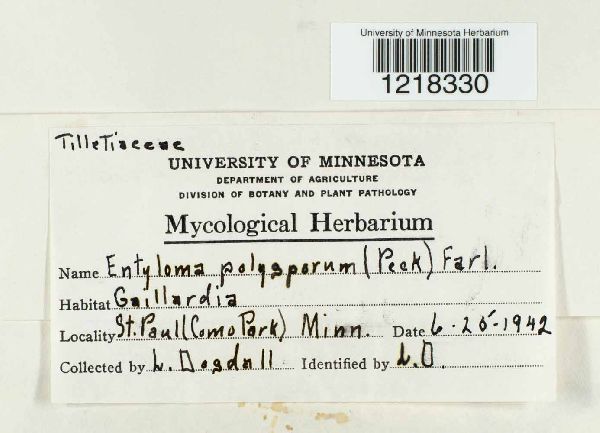 University of Minnesota Herbarium
1218330
Tilletiaceae
UNIVERSITY OF MINNESOTA
DEPARTMENT OF AGRICULTURE
DIVISION OF BOTANY AND PLANT PATHOLOGY
Mycological Herbarium
Name Entyloma polysporum (Peck) Farl.
Habitat Gaillardia
Locality St. Paul (Como Park) Minn. Date 6-25-1942
Collected by L. Dosdall Identified by L.D.